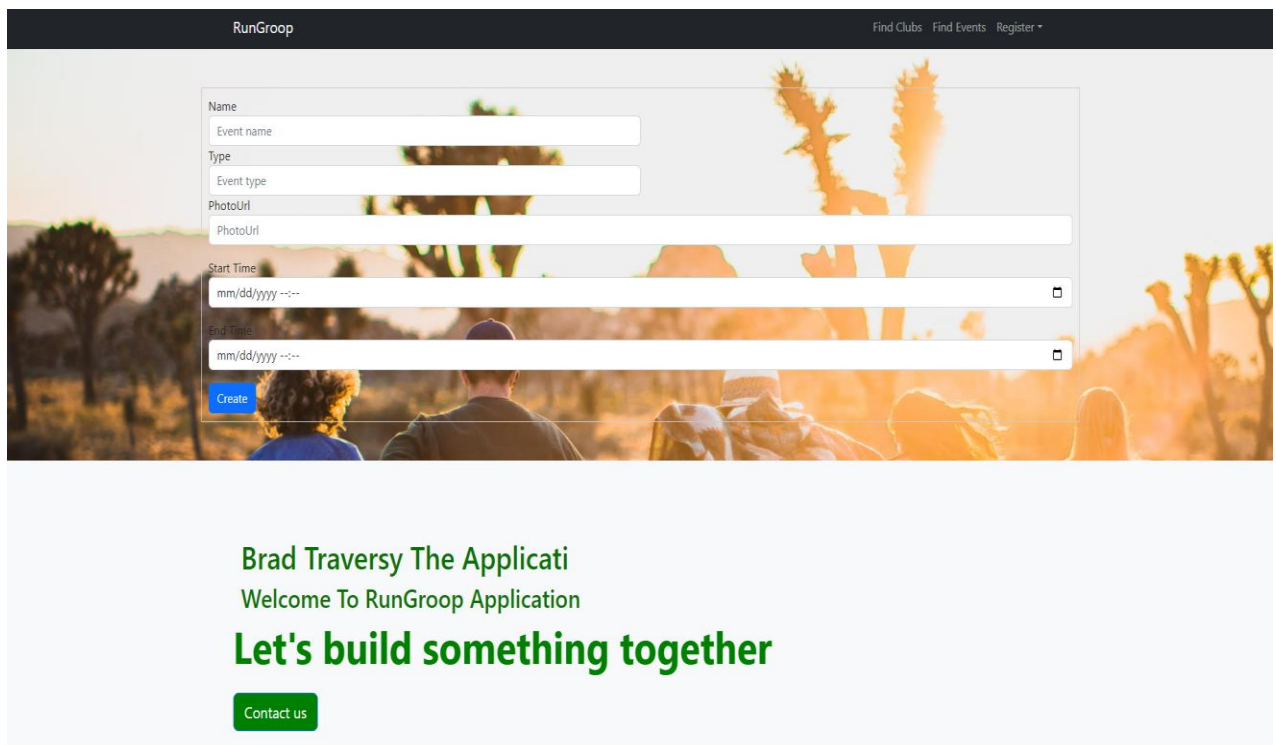 RunGroop Find Clubs Find Events Register
Name
Event name
Type
Event type
PhotoUrl
PhotoUrl
Start Time
mm/dd/yyyy --:--
End Time
mm/dd/yyyy --:--
Create
Brad Traversy The Applicati
Welcome To RunGroop Application
Let's build something together
Contact us